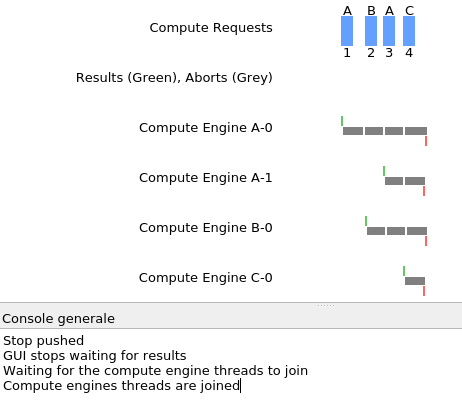 A B A C
Compute Requests
1 2 3 4
Results (Green), Aborts (Grey)
Compute Engine A-0
Compute Engine A-1
Compute Engine B-0
Compute Engine C-0
Console generale
Stop pushed
GUI stops waiting for results
Waiting for the compute engine threads to join
Compute engines threads are joined